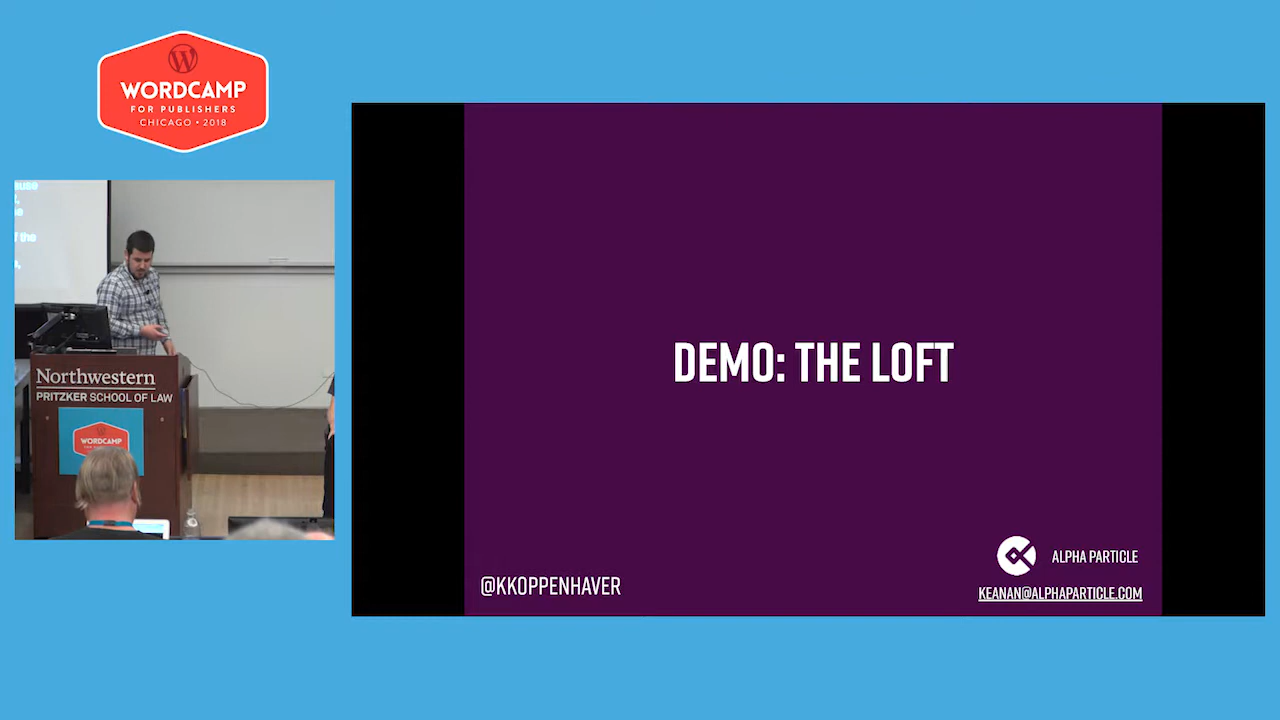 WORDCAMP
FOR PUBLISHERS
CHICAGO • 2018
Northwestern
PRITZKER SCHOOL OF LAW
WORDCAMP
DEMO: THE LOFT
@KKOPPENHAVER
ALPHA PARTICLE
KEANAN@ALPHAPARTICLE.COM